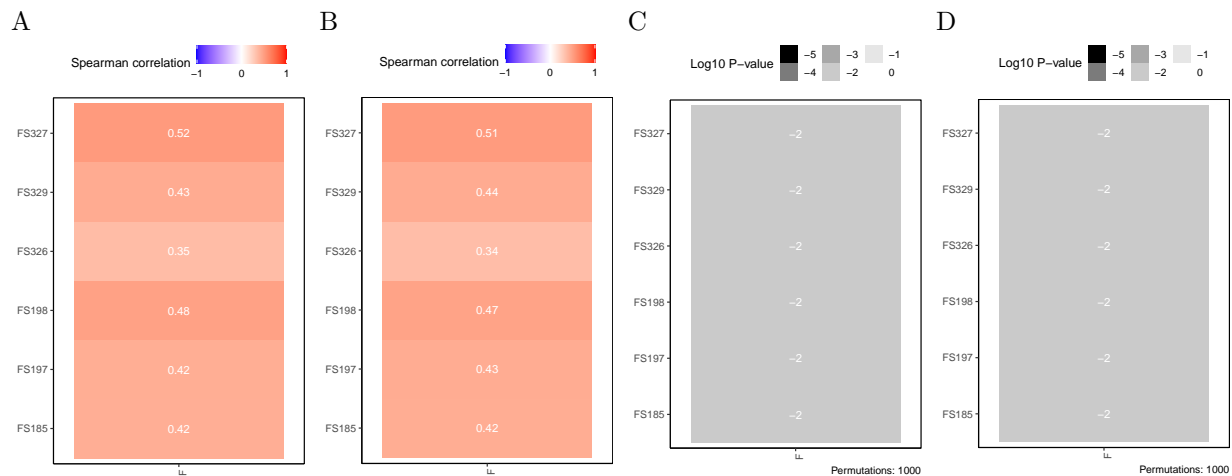 A
Spearman correlation
−1 0 1
FS327 0.52
FS329 0.43
FS326 0.35
FS198 0.48
FS197 0.42
FS185 0.42
F
B
Spearman correlation
−1 0 1
FS327 0.51
FS329 0.44
FS326 0.34
FS198 0.47
FS197 0.43
FS185 0.42
F
C
Log10 P−value
−5 −3 −1
−4 −2 0
FS327 −2
FS329 −2
FS326 −2
FS198 −2
FS197 −2
FS185 −2
F
Permutations: 1000
D
Log10 P−value
−5 −3 −1
−4 −2 0
FS327 −2
FS329 −2
FS326 −2
FS198 −2
FS197 −2
FS185 −2
F
Permutations: 1000